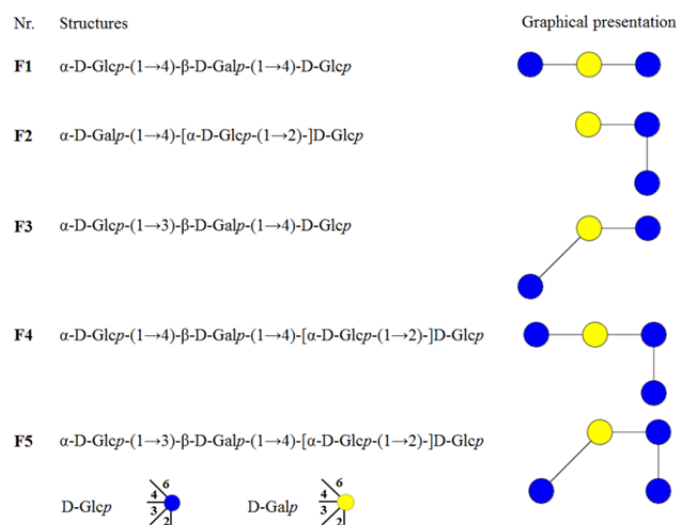 Nr. Structures Graphical presentation
F1 α-D-Glcp-(1→4)-β-D-Galp-(1→4)-D-Glcp
F2 α-D-Galp-(1→4)-[α-D-Glcp-(1→2)-]D-Glcp
F3 α-D-Glcp-(1→3)-β-D-Galp-(1→4)-D-Glcp
F4 α-D-Glcp-(1→4)-β-D-Galp-(1→4)-[α-D-Glcp-(1→2)-]D-Glcp
F5 α-D-Glcp-(1→3)-β-D-Galp-(1→4)-[α-D-Glcp-(1→2)-]D-Glcp
D-Glcp 6 4 3 2 D-Galp 6 4 3 2